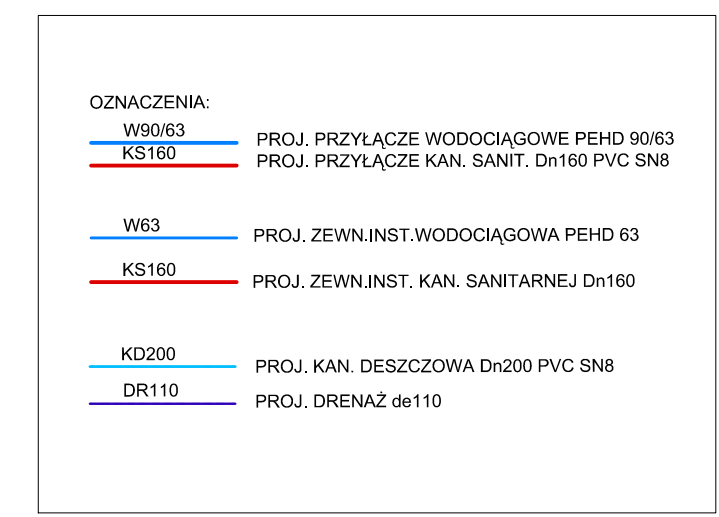 OZNACZENIA:
W90/63 PROJ. PRZYŁĄCZE WODOCIĄGOWE PEHD 90/63
KS160 PROJ. PRZYŁĄCZE KAN. SANIT. Dn160 PVC SN8
W63 PROJ. ZEWN.INST.WODOCIĄGOWA PEHD 63
KS160 PROJ. ZEWN.INST. KAN. SANITARNEJ Dn160
KD200 PROJ. KAN. DESZCZOWA Dn200 PVC SN8
DR110 PROJ. DRENAŻ de110